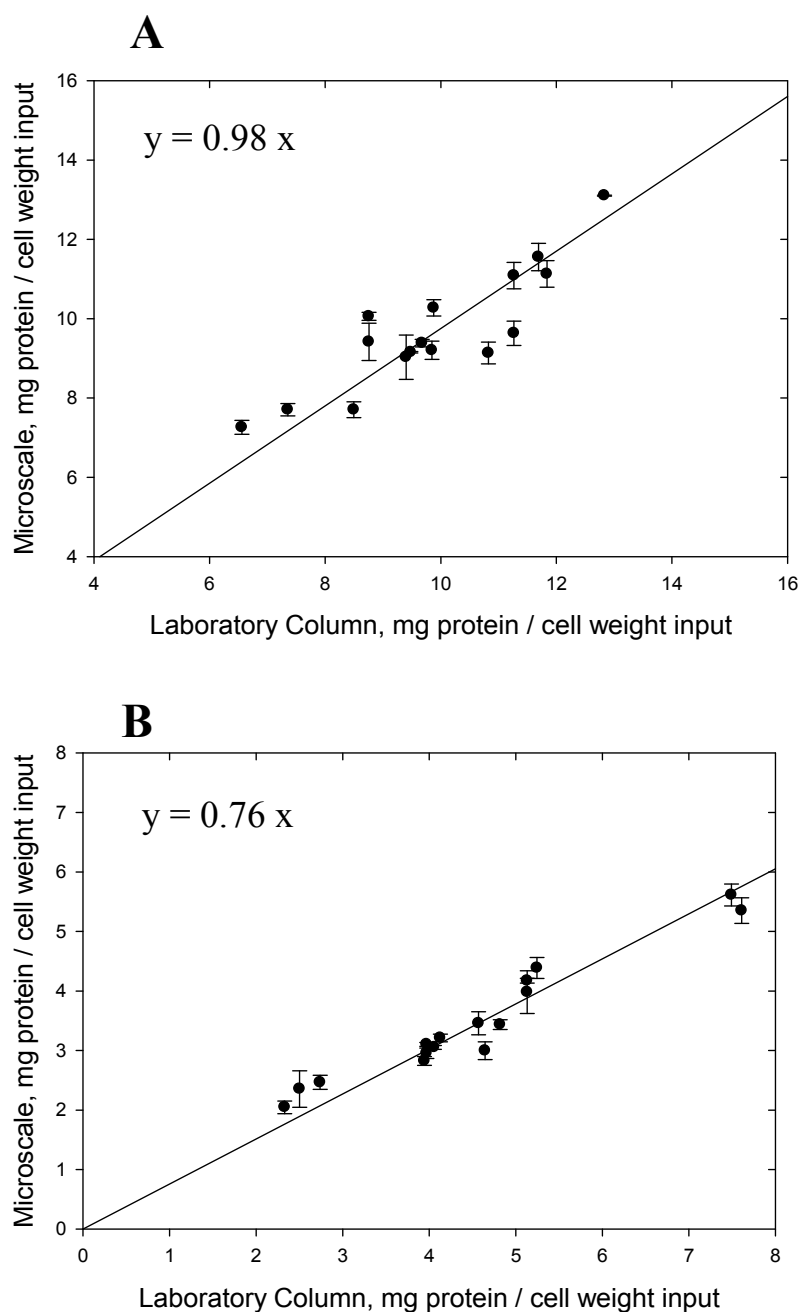 A
16
14
12
10
8
6
4
y = 0.98 x
Microscale, mg protein / cell weight input
4 6 8 10 12 14 16
Laboratory Column, mg protein / cell weight input
B
8
7
6
5
4
3
2
1
0
y = 0.76 x
Microscale, mg protein / cell weight input
0 1 2 3 4 5 6 7 8
Laboratory Column, mg protein / cell weight input